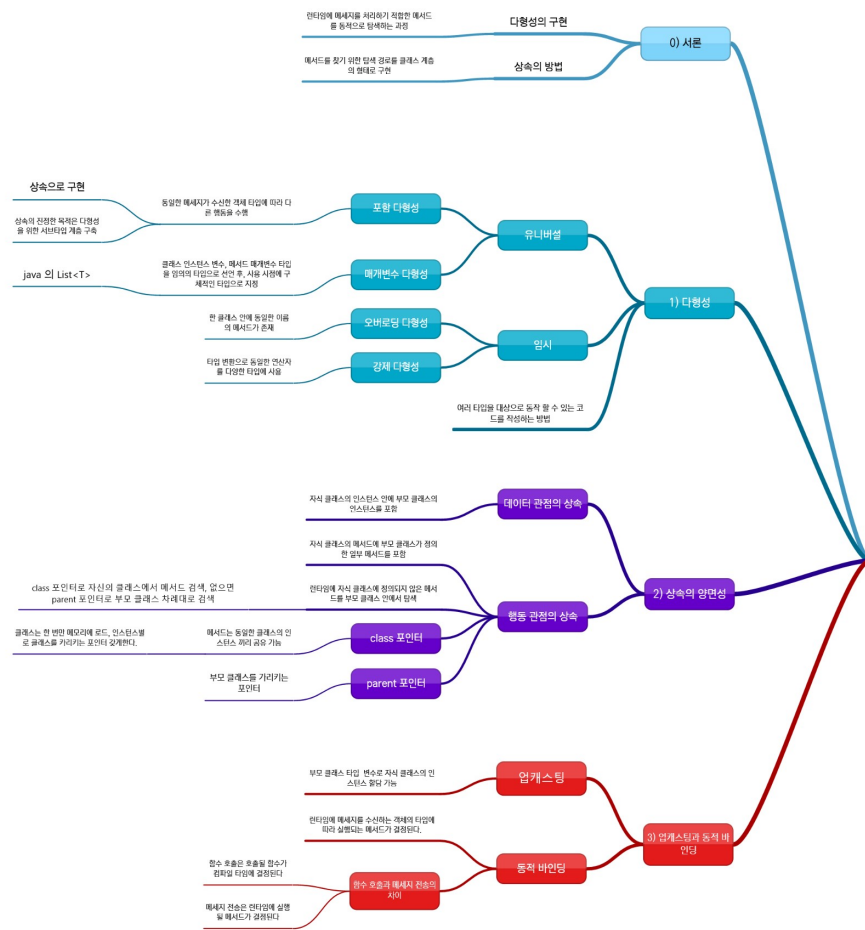 0) 서론
다형성의 구현
런타임에 메세지를 처리하기 적합한 메서드
를 동적으로 탐색하는 과정
상속의 방법
메서드를 찾기 위한 탐색 경로를 클래스 계층
의 형태로 구현
1) 다형성
유니버셜
포함 다형성
동일한 메세지가 수신한 객체 타입에 따라 다
른 행동을 수행
상속으로 구현
상속의 진정한 목적은 다형성
을 위한 서브타입 계층 구축
매개변수 다형성
클래스 인스턴스 변수, 메서드 매개변수 타입
을 임의의 타입으로 선언 후, 사용 시점에 구
체적인 타입으로 지정
java 의 List<T>
임시
오버로딩 다형성
한 클래스 안에 동일한 이름
의 메서드가 존재
강제 다형성
타입 변환으로 동일한 연산자
를 다양한 타입에 사용
여러 타입을 대상으로 동작 할 수 있는 코
드를 작성하는 방법
2) 상속의 양면성
데이터 관점의 상속
자식 클래스의 인스턴스 안에 부모 클래스의
인스턴스를 포함
행동 관점의 상속
자식 클래스의 메서드에 부모 클래스가 정의
한 일부 메서드를 포함
런타임에 자식 클래스에 정의되지 않은 메서
드를 부모 클래스 안에서 탐색
class 포인터로 자신의 클래스에서 메서드 검색, 없으면
parent 포인터로 부모 클래스 차례대로 검색
class 포인터
메서드는 동일한 클래스의 인
스턴스 끼리 공유 가능
클래스는 한 번만 메모리에 로드, 인스턴스별
로 클래스를 카리키는 포인터 갖게한다.
parent 포인터
부모 클래스를 가리키는
포인터
3) 업캐스팅과 동적 바
인딩
업캐스팅
부모 클래스 타입 변수로 자식 클래스의 인
스턴스 할당 가능
동적 바인딩
런타임에 메세지를 수신하는 객체의 타입에
따라 실행되는 메서드가 결정된다.
함수 호출과 메세지 전송의
차이
함수 호출은 호출될 함수가
컴파일 타임에 결정된다
메세지 전송은 런타임에 실행
될 메서드가 결정된다